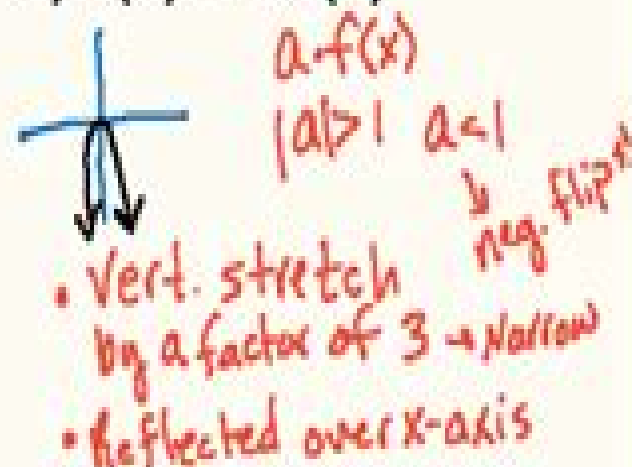 a·f(x)
|a|>1 a<1
neg. flip
• Vert. stretch
by a factor of 3 → Narrow
• Reflected over x-axis